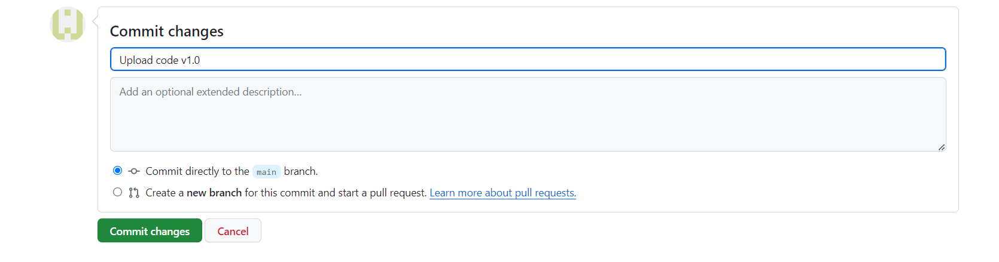 Commit changes
Upload code v1.0
Add an optional extended description...
Commit directly to the main branch.
Create a new branch for this commit and start a pull request. Learn more about pull requests.
Commit changes Cancel